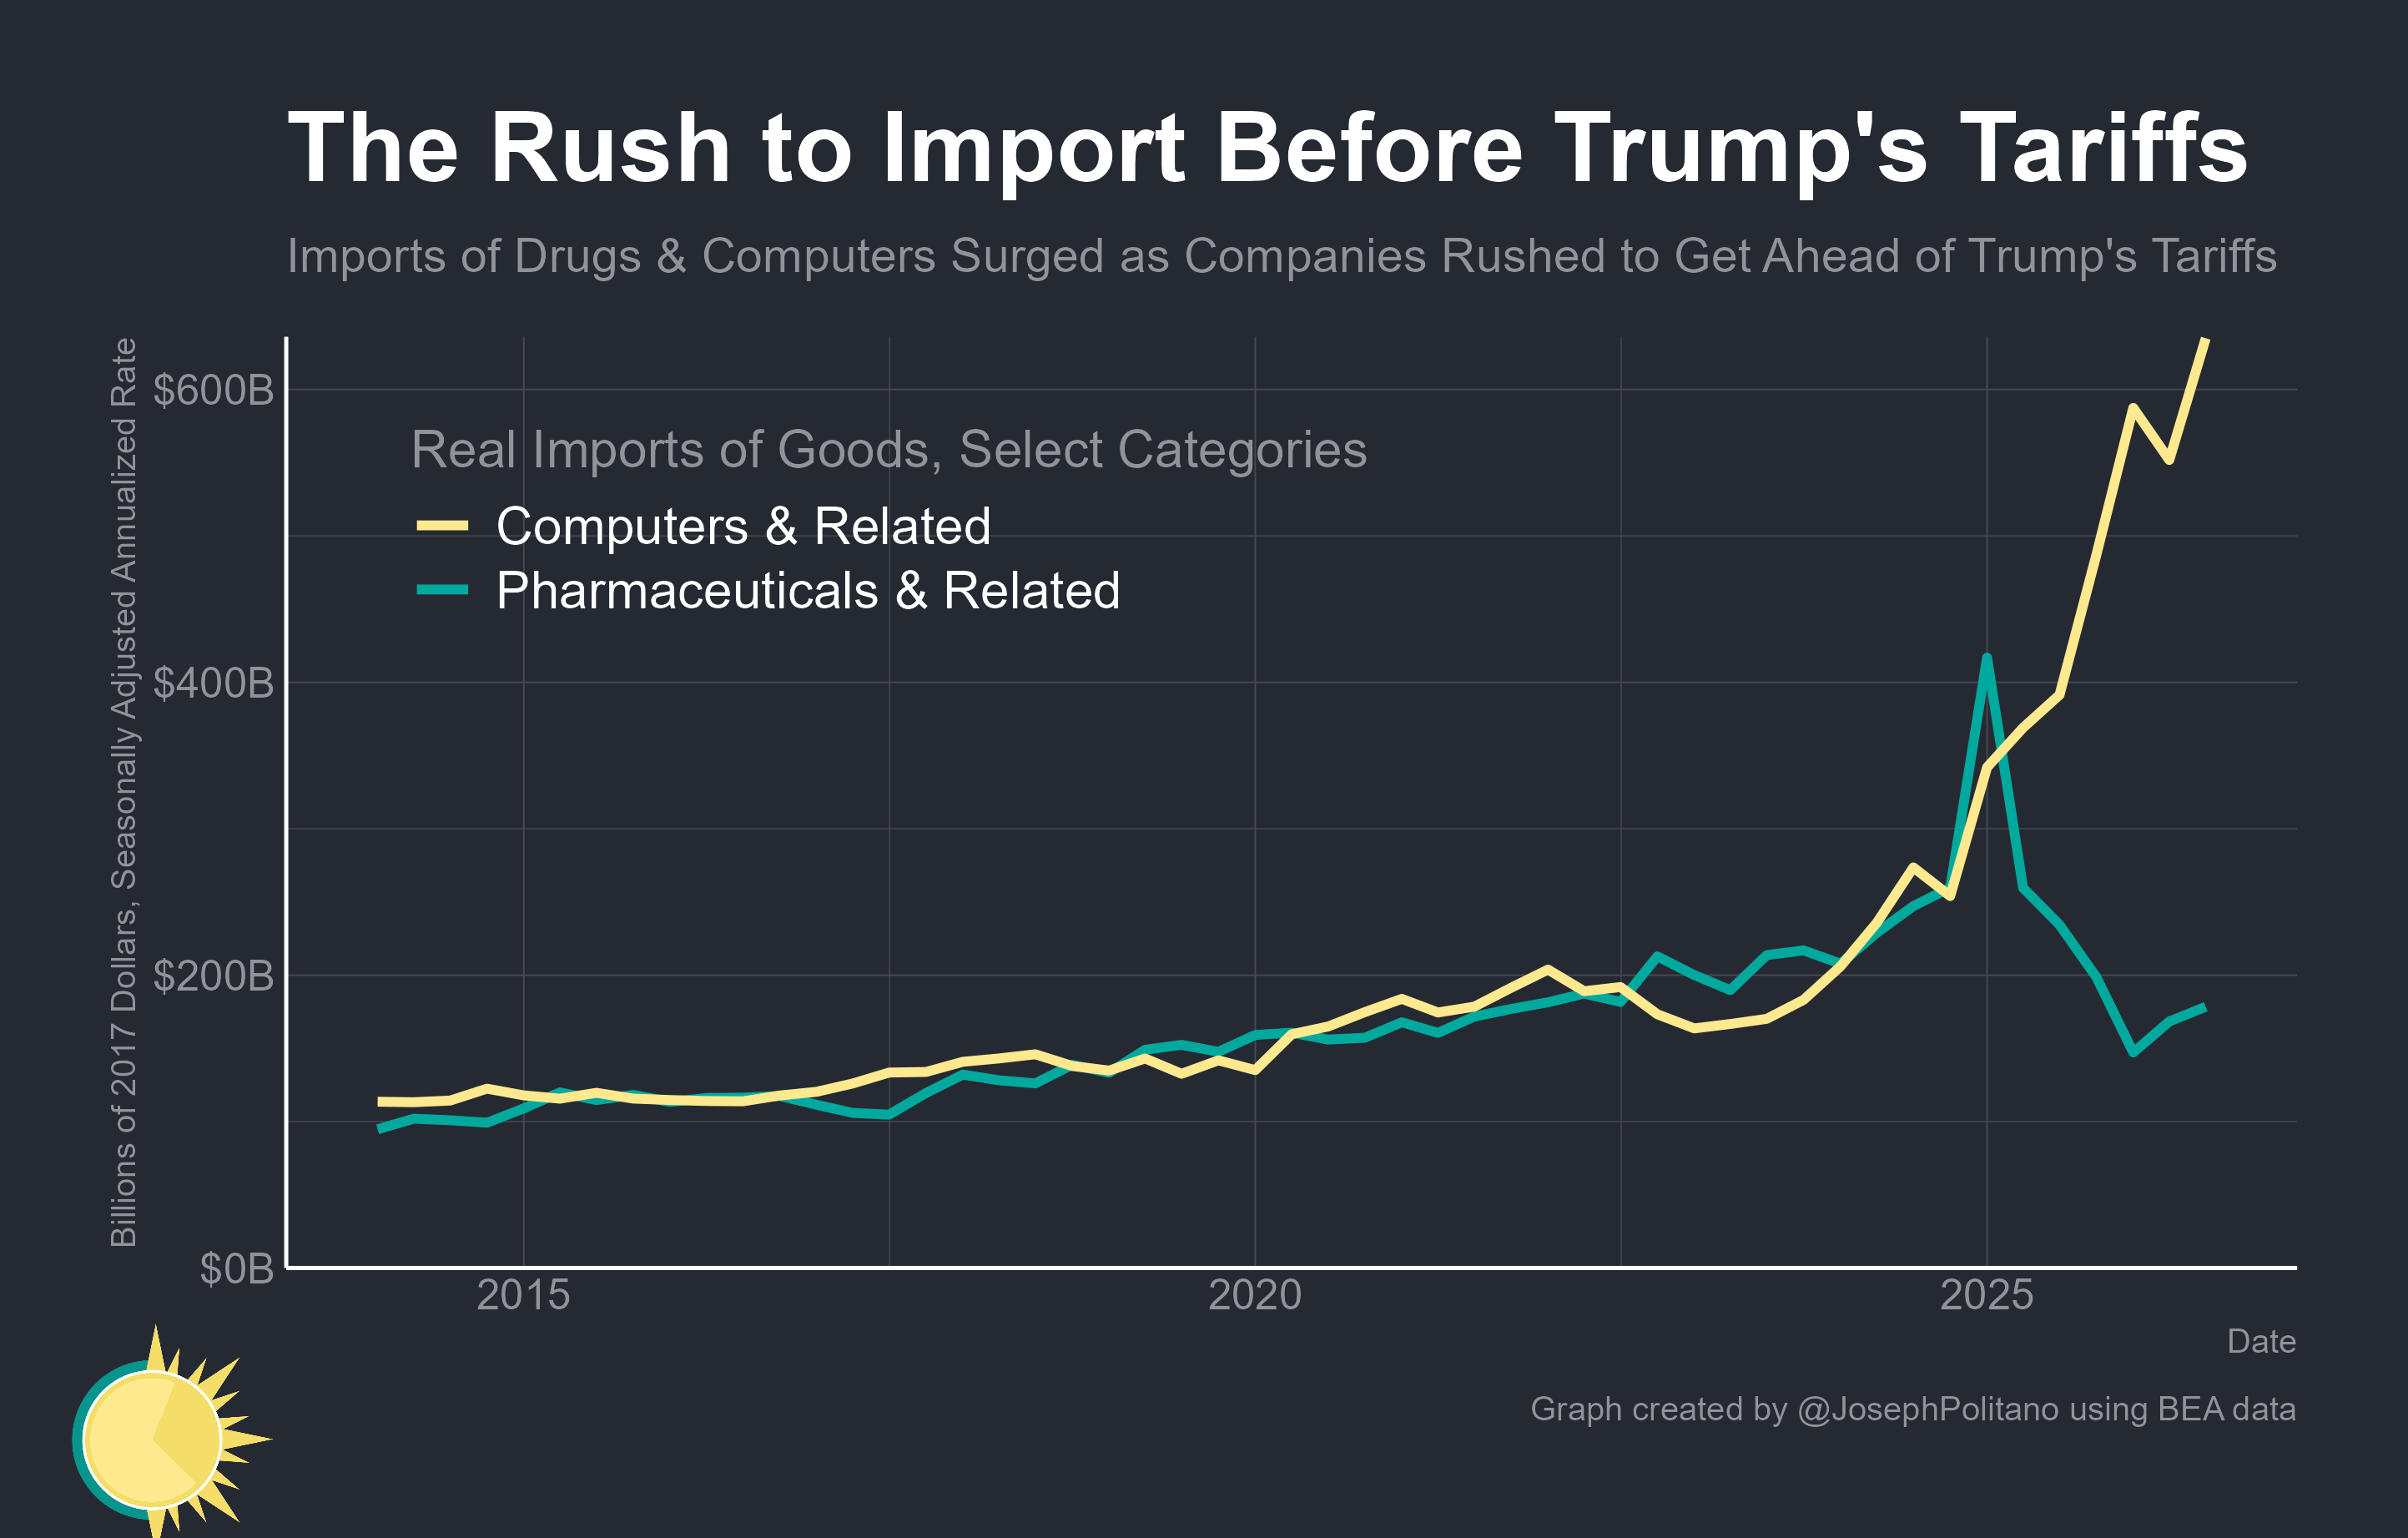 The Rush to Import Before Trump's Tariffs
Imports of Drugs & Computers Surged as Companies Rushed to Get Ahead of Trump's Tariffs
Billions of 2017 Dollars, Seasonally Adjusted Annualized Rate
$600B
$400B
$200B
$0B
Real Imports of Goods, Select Categories
Computers & Related
Pharmaceuticals & Related
2015
2020
2025
Date
Graph created by @JosephPolitano using BEA data